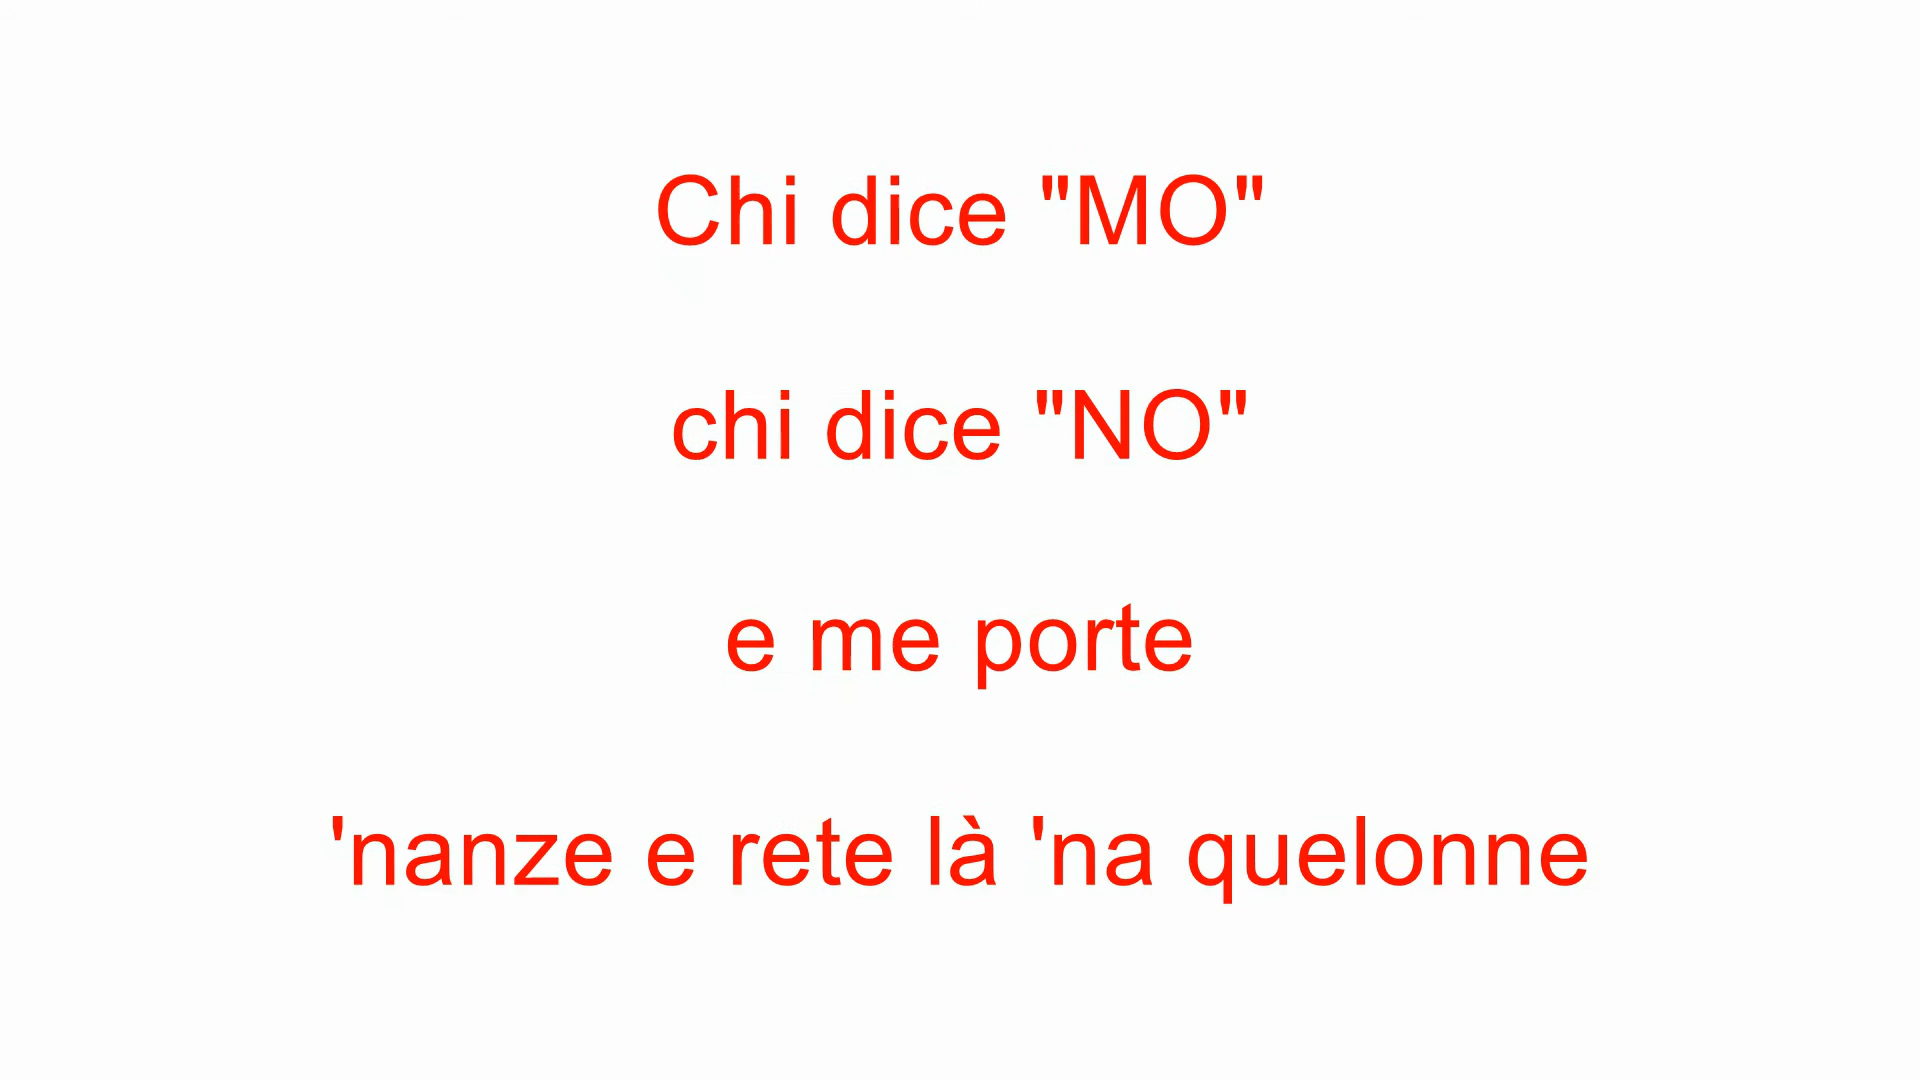 Chi dice "MO"
chi dice "NO"
e me porte
'nanze e rete là 'na quelonne